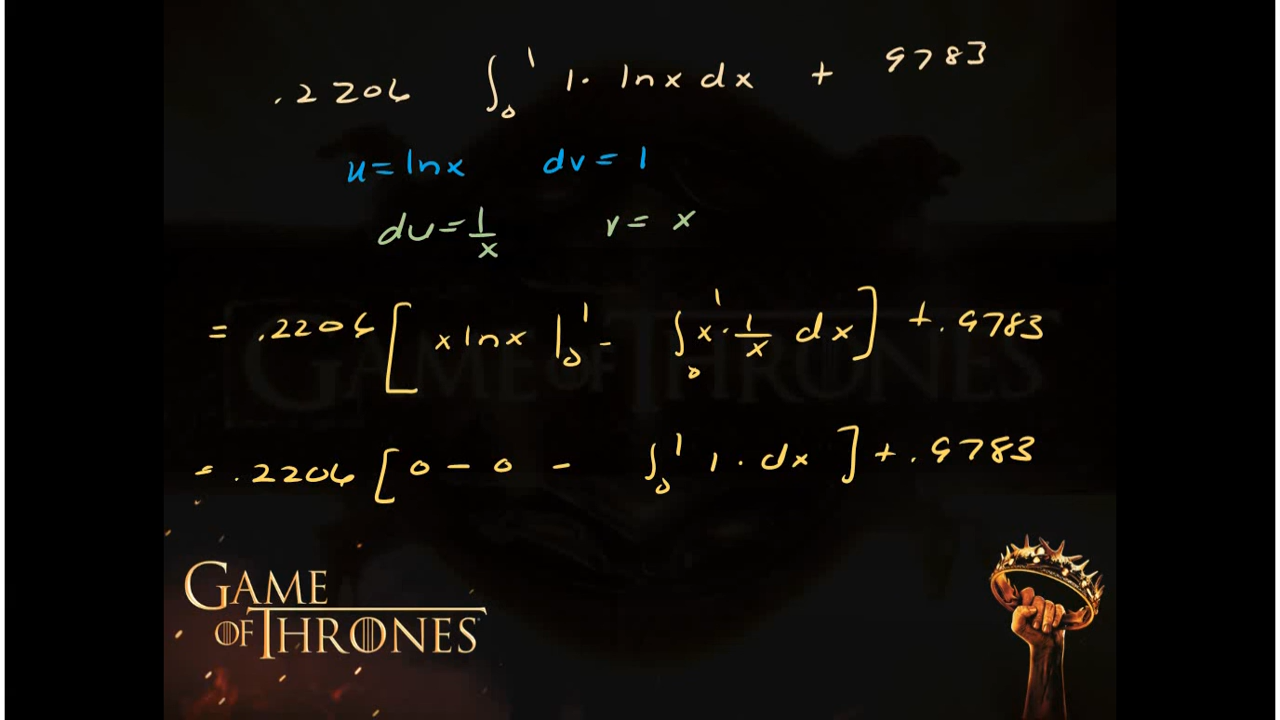 .2206 ∫₀¹ 1· ln x dx + 9783
u = ln x dv = 1
du = 1/x v = x
= .2206 [ x ln x |₀¹ - ∫₀¹ x · 1/x dx ] + .9783
= .2206 [ 0 - 0 - ∫₀¹ 1 · dx ] + .9783
GAME OF THRONES
GAME
OF THRONES